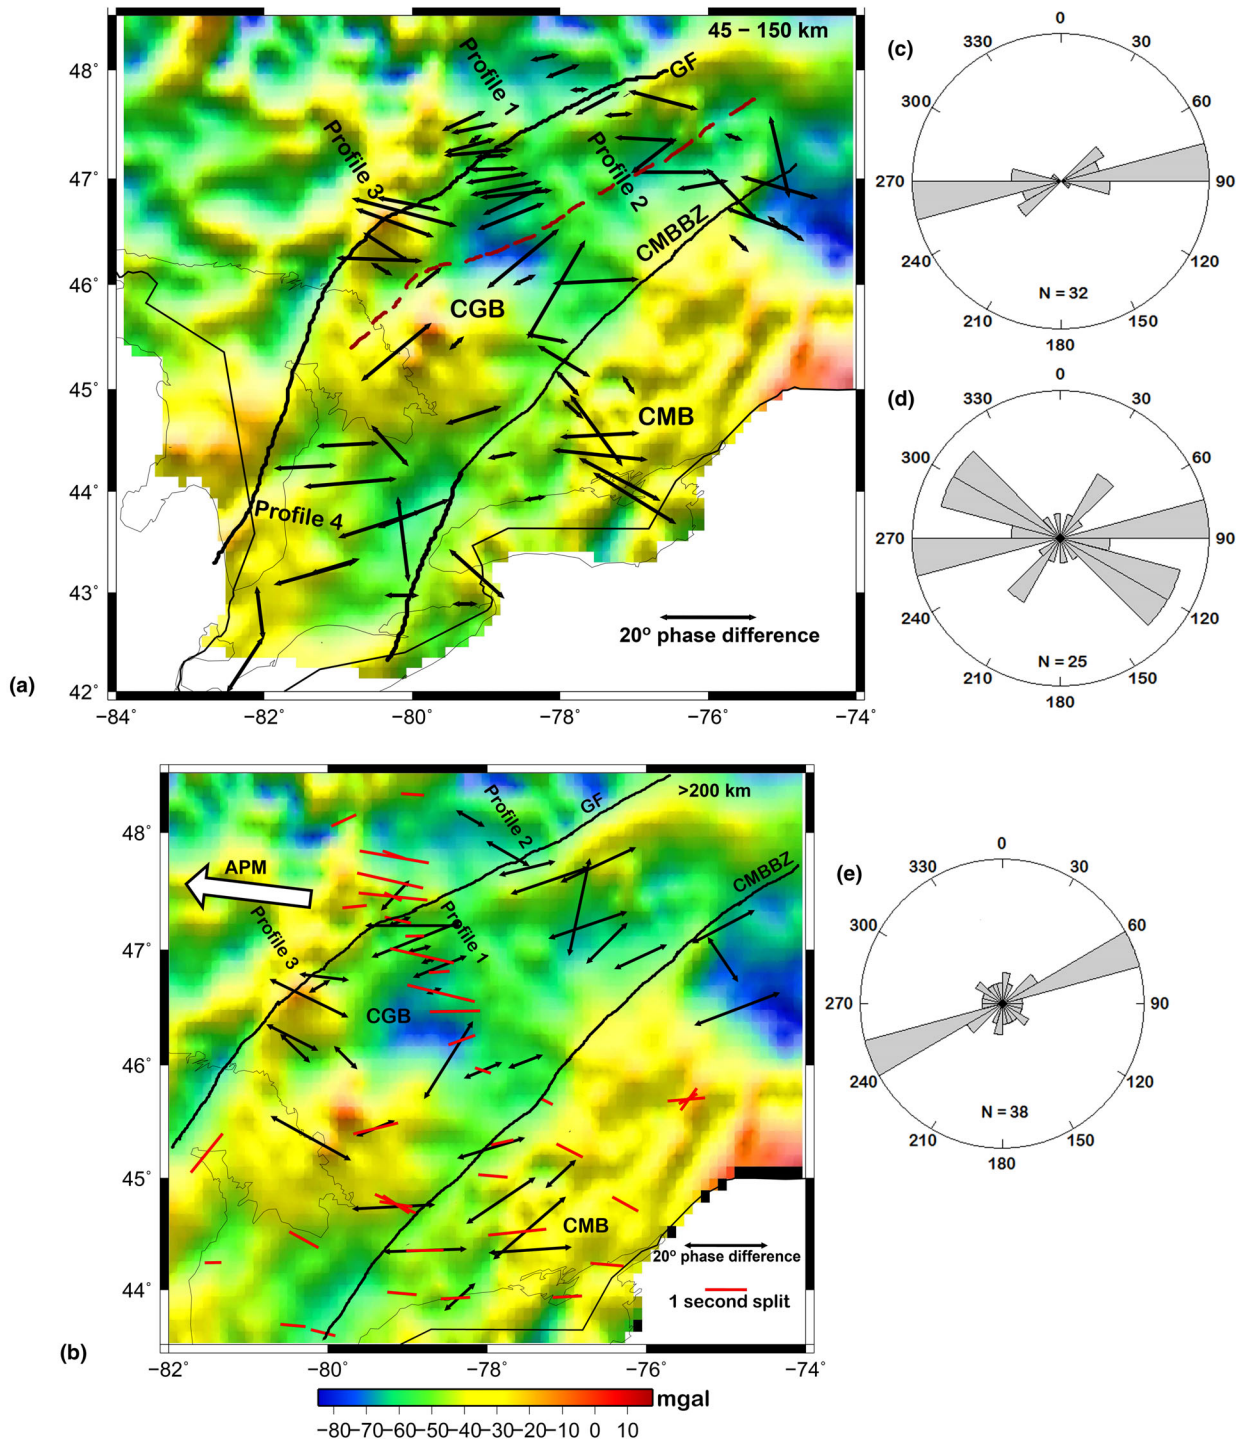 45 – 150 km
Profile 1
GF
Profile 3
Profile 2
CMBBZ
CGB
CMB
Profile 4
20° phase difference
48°
47°
46°
45°
44°
43°
42°
(a)
−84°
−82°
−80°
−78°
−76°
−74°
(c)
0
30
60
90
120
150
180
210
240
270
300
330
N = 32
(d)
0
30
60
90
120
150
180
210
240
270
300
330
N = 25
>200 km
Profile 2
GF
CMBBZ
APM
Profile 3
Profile 1
CGB
CMB
20° phase difference
1 second split
48°
47°
46°
45°
44°
(b)
−82°
−80°
−78°
−76°
−74°
mgal
−80
−70
−60
−50
−40
−30
−20
−10
0
10
(e)
0
30
60
90
120
150
180
210
240
270
300
330
N = 38